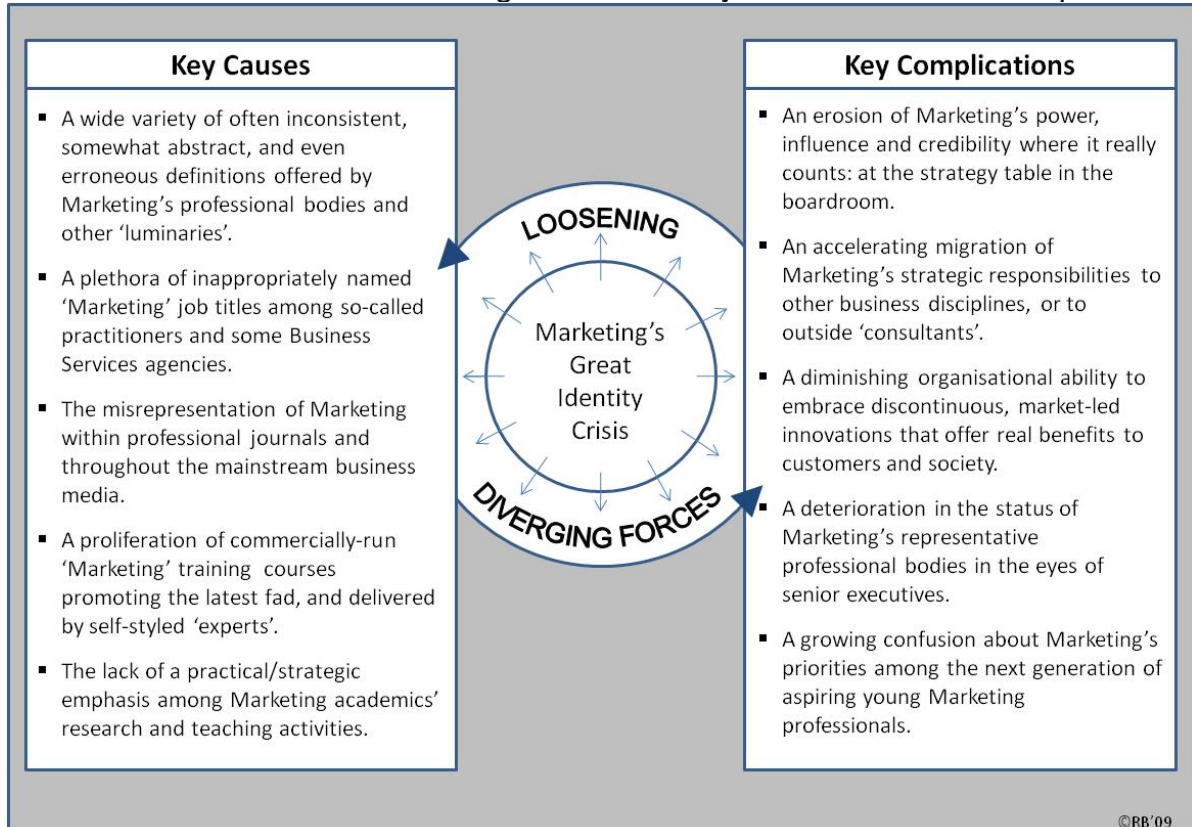 Key Causes
▪ A wide variety of often inconsistent,
somewhat abstract, and even
erroneous definitions offered by
Marketing’s professional bodies and
other ‘luminaries’.
▪ A plethora of inappropriately named
‘Marketing’ job titles among so-called
practitioners and some Business
Services agencies.
▪ The misrepresentation of Marketing
within professional journals and
throughout the mainstream business
media.
▪ A proliferation of commercially-run
‘Marketing’ training courses
promoting the latest fad, and delivered
by self-styled ‘experts’.
▪ The lack of a practical/strategic
emphasis among Marketing academics’
research and teaching activities.
LOOSENING
Marketing’s
Great
Identity
Crisis
DIVERGING FORCES
Key Complications
▪ An erosion of Marketing’s power,
influence and credibility where it really
counts: at the strategy table in the
boardroom.
▪ An accelerating migration of
Marketing’s strategic responsibilities to
other business disciplines, or to
outside ‘consultants’.
▪ A diminishing organisational ability to
embrace discontinuous, market-led
innovations that offer real benefits to
customers and society.
▪ A deterioration in the status of
Marketing’s representative
professional bodies in the eyes of
senior executives.
▪ A growing confusion about Marketing’s
priorities among the next generation of
aspiring young Marketing
professionals.
©RB’09